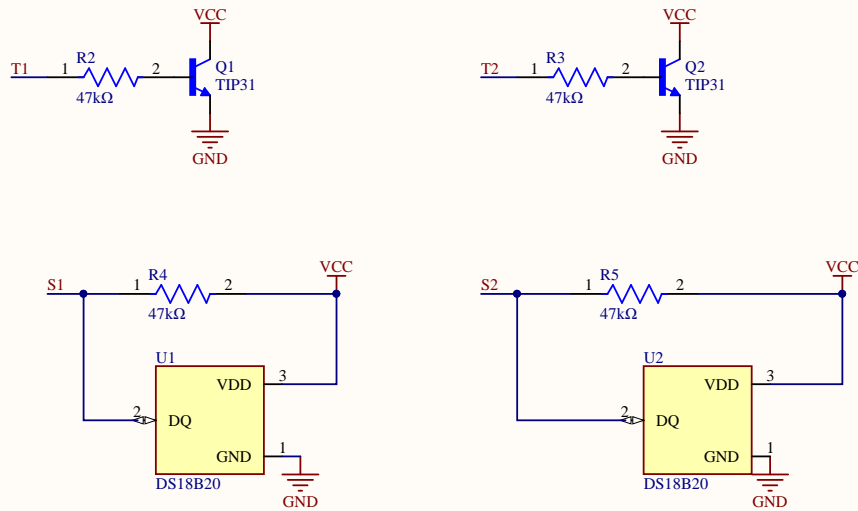 VCC
T1
1
R2
2
47kΩ
Q1
TIP31
GND
VCC
T2
1
R3
2
47kΩ
Q2
TIP31
GND
S1
1
R4
2
47kΩ
VCC
U1
VDD
3
2
DQ
GND
1
DS18B20
GND
S2
1
R5
2
47kΩ
VCC
U2
VDD
3
2
DQ
GND
1
DS18B20
GND